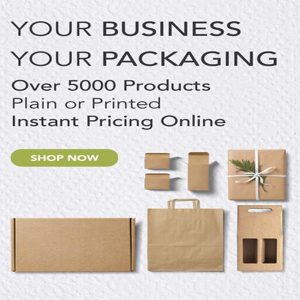 YOUR BUSINESS
YOUR PACKAGING
Over 5000 Products
Plain or Printed
Instant Pricing Online
SHOP NOW